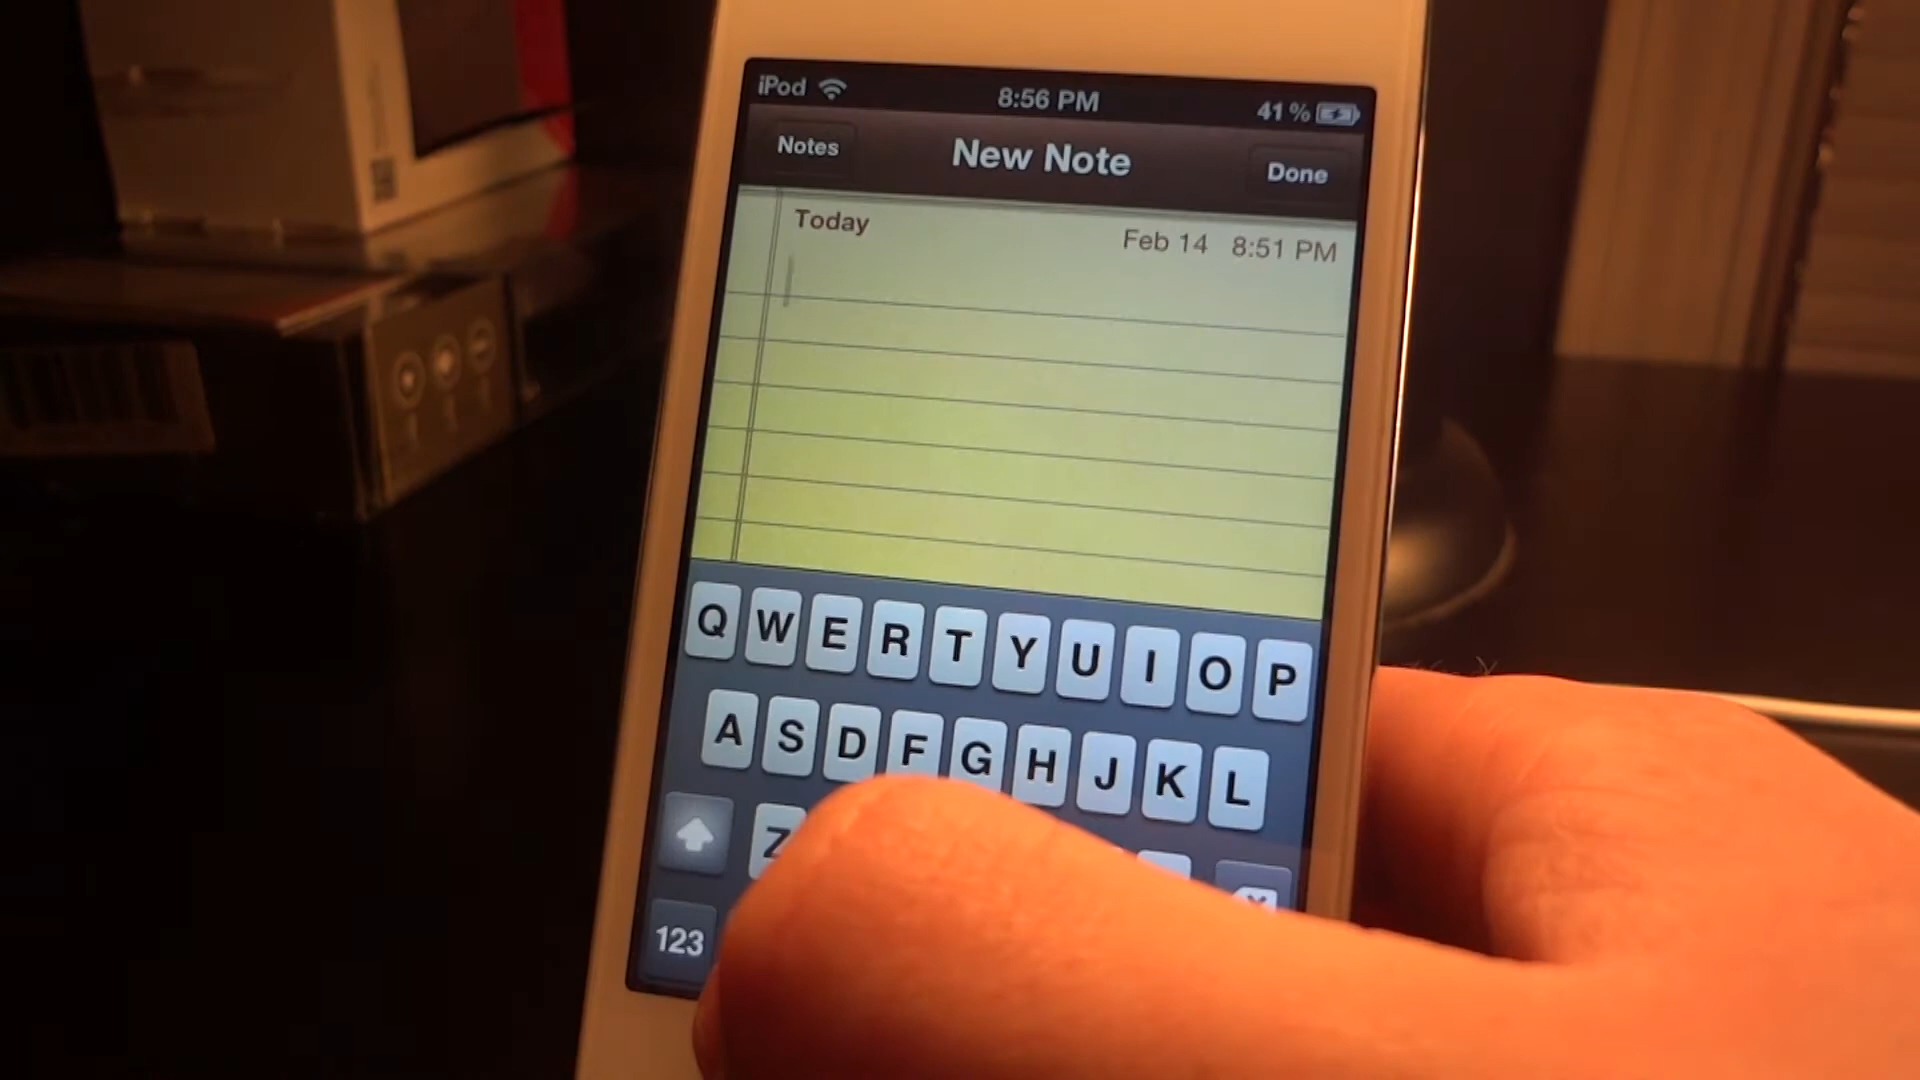 iPod 8:56 PM 41%
Notes New Note Done
Today Feb 14 8:51 PM
Q W E R T Y U I O P
A S D F G H J K L
Z
123